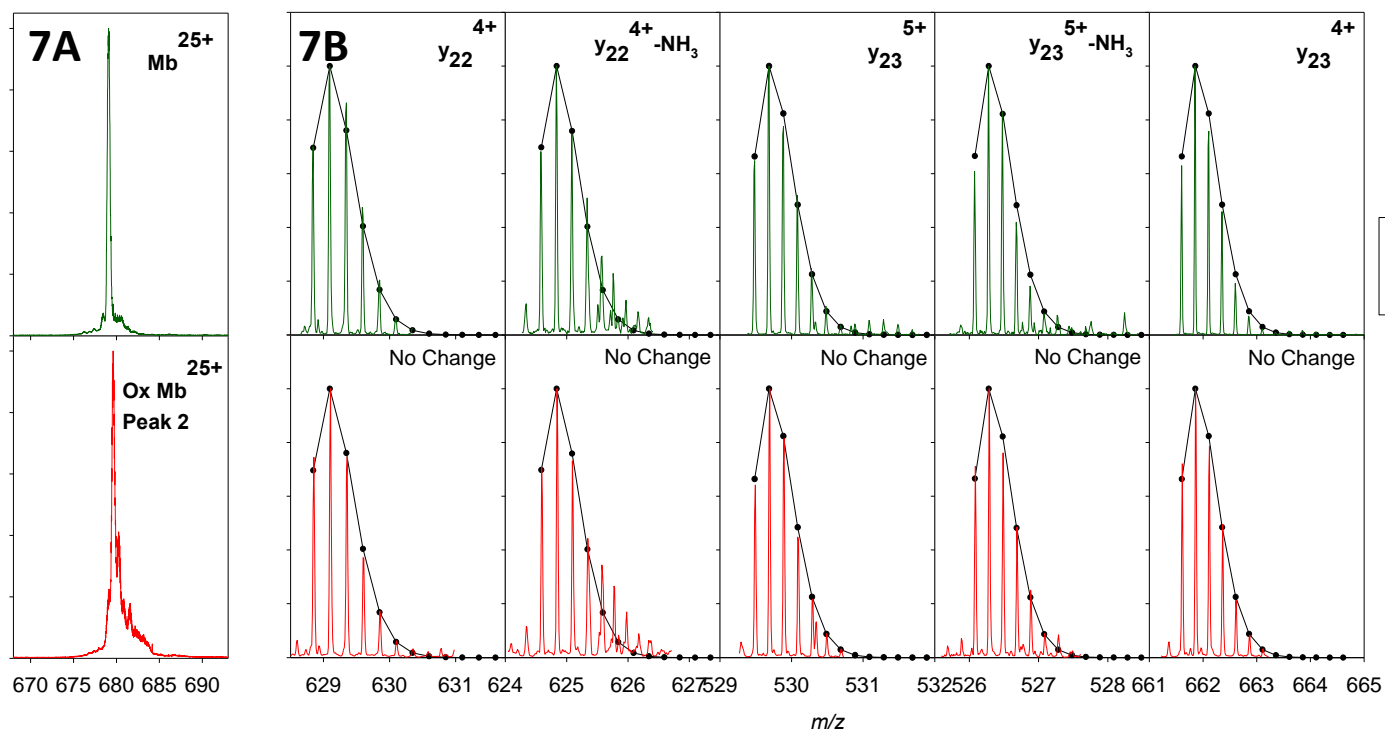 7A
Mb 25+
7B
y22 4+
y22 4+ -NH3
y23 5+
y23 5+ -NH3
y23 4+
Ox Mb 25+
Peak 2
No Change
No Change
No Change
No Change
No Change
670 675 680 685 690
629 630 631
624 625 626 627
529 530 531 532
526 527 528
661 662 663 664 665
m/z